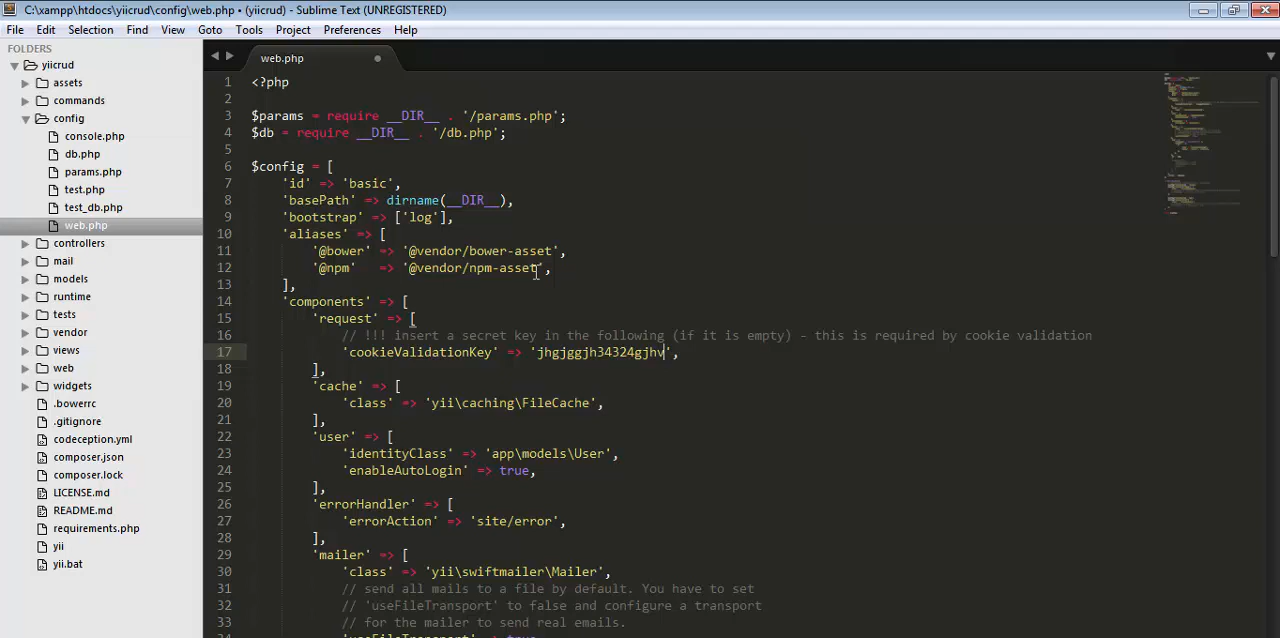 C:\xampp\htdocs\yiicrud\config\web.php • (yiicrud) - Sublime Text (UNREGISTERED)
File Edit Selection Find View Goto Tools Project Preferences Help
FOLDERS
yiicrud
assets
commands
config
console.php
db.php
params.php
test.php
test_db.php
web.php
controllers
mail
models
runtime
tests
vendor
views
web
widgets
.bowerrc
.gitignore
codeception.yml
composer.json
composer.lock
LICENSE.md
README.md
requirements.php
yii
yii.bat
web.php
1 <?php
2
3 $params = require __DIR__ . '/params.php';
4 $db = require __DIR__ . '/db.php';
5
6 $config = [
7 'id' => 'basic',
8 'basePath' => dirname(__DIR__),
9 'bootstrap' => ['log'],
10 'aliases' => [
11 '@bower' => '@vendor/bower-asset',
12 '@npm'   => '@vendor/npm-asset',
13 ],
14 'components' => [
15 'request' => [
16 // !!! insert a secret key in the following (if it is empty) - this is required by cookie validation
17 'cookieValidationKey' => 'jhgjggjh34324gjhv',
18 ],
19 'cache' => [
20 'class' => 'yii\caching\FileCache',
21 ],
22 'user' => [
23 'identityClass' => 'app\models\User',
24 'enableAutoLogin' => true,
25 ],
26 'errorHandler' => [
27 'errorAction' => 'site/error',
28 ],
29 'mailer' => [
30 'class' => 'yii\swiftmailer\Mailer',
31 // send all mails to a file by default. You have to set
32 // 'useFileTransport' to false and configure a transport
33 // for the mailer to send real emails.
34 'useFileTransport' => true,